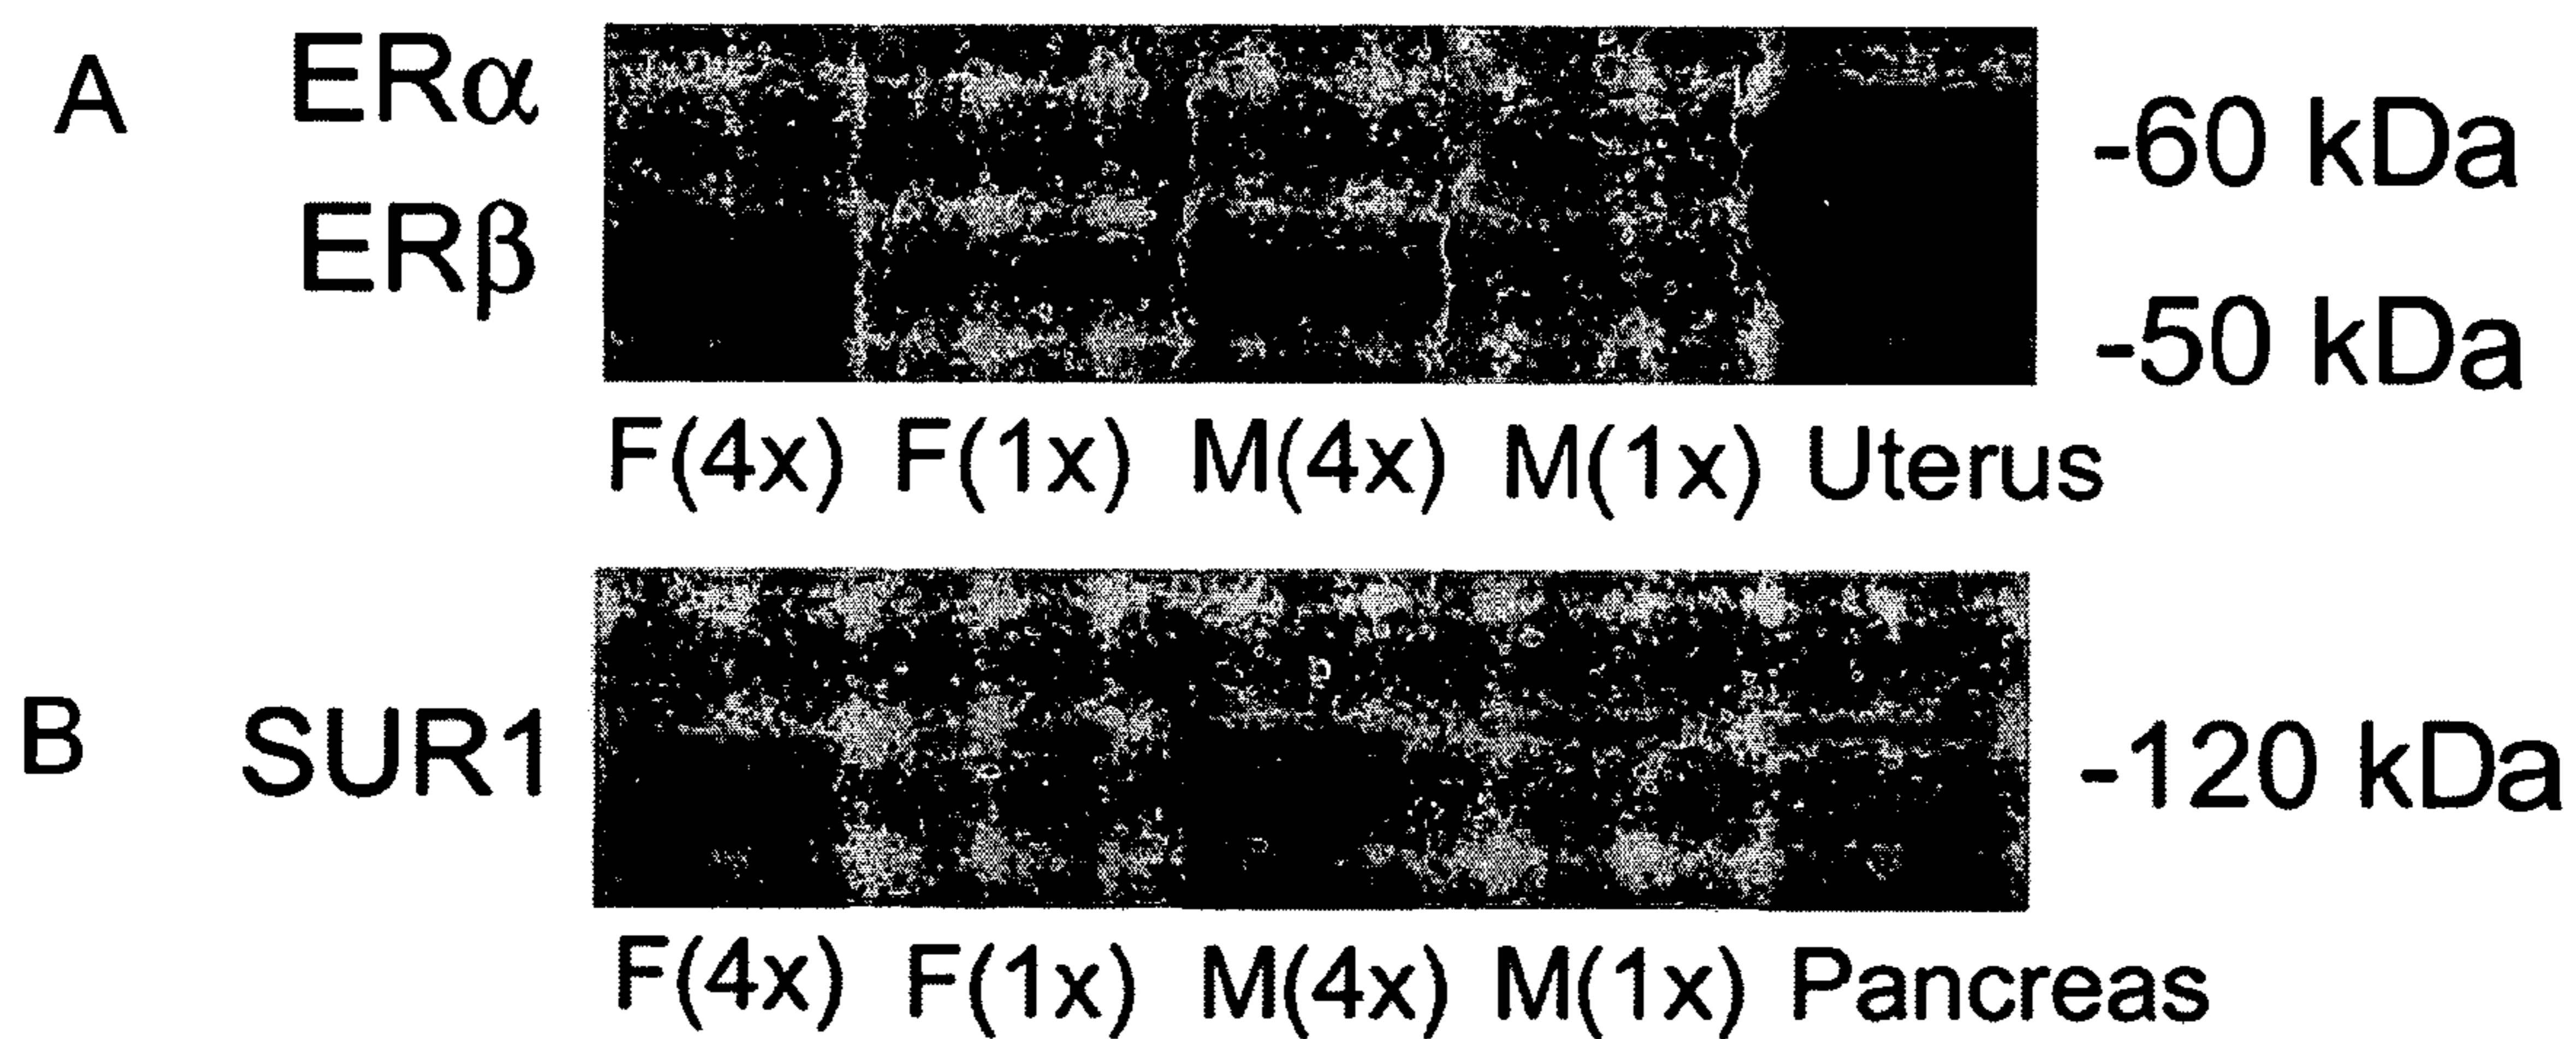 A ERα -60 kDa
ERβ -50 kDa
F(4x) F(1x) M(4x) M(1x) Uterus
B SUR1 -120 kDa
F(4x) F(1x) M(4x) M(1x) Pancreas